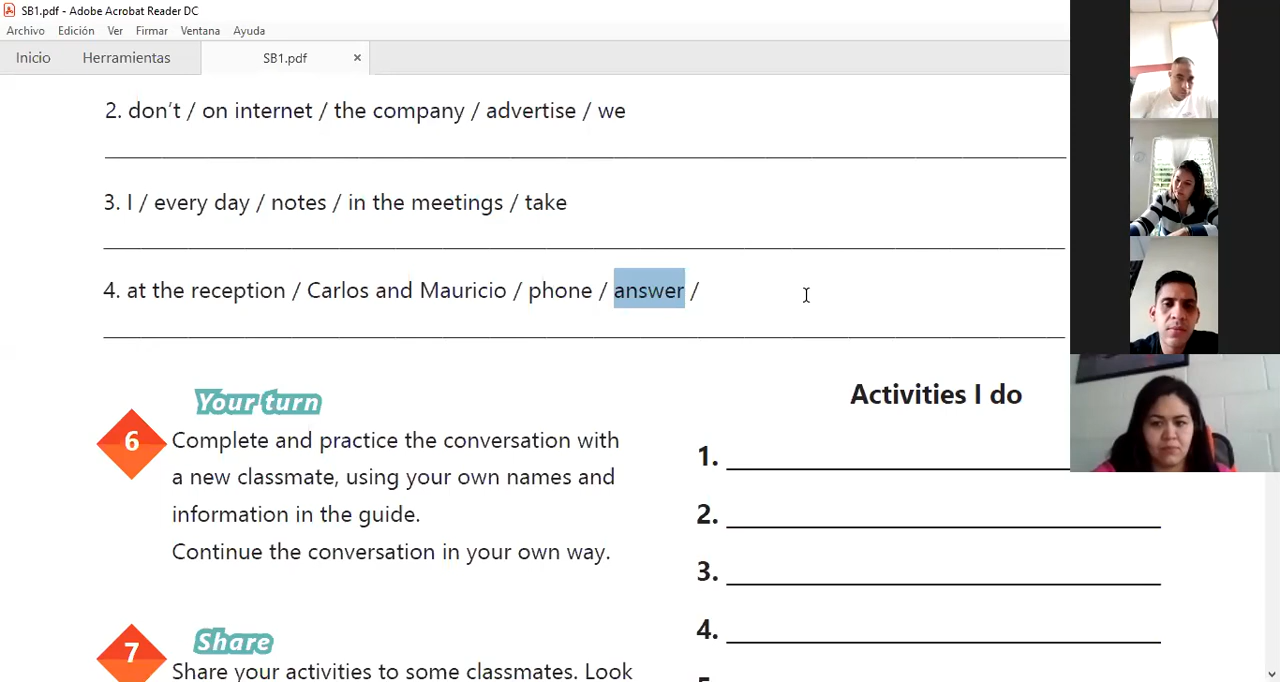 SB1.pdf - Adobe Acrobat Reader DC
Archivo Edición Ver Firmar Ventana Ayuda
Inicio Herramientas SB1.pdf ×
2. don't / on internet / the company / advertise / we
3. I / every day / notes / in the meetings / take
4. at the reception / Carlos and Mauricio / phone / answer /
Your turn
6 Complete and practice the conversation with
a new classmate, using your own names and
information in the guide.
Continue the conversation in your own way.
7 Share
Share your activities to some classmates. Look
Activities I do
1.
2.
3.
4.